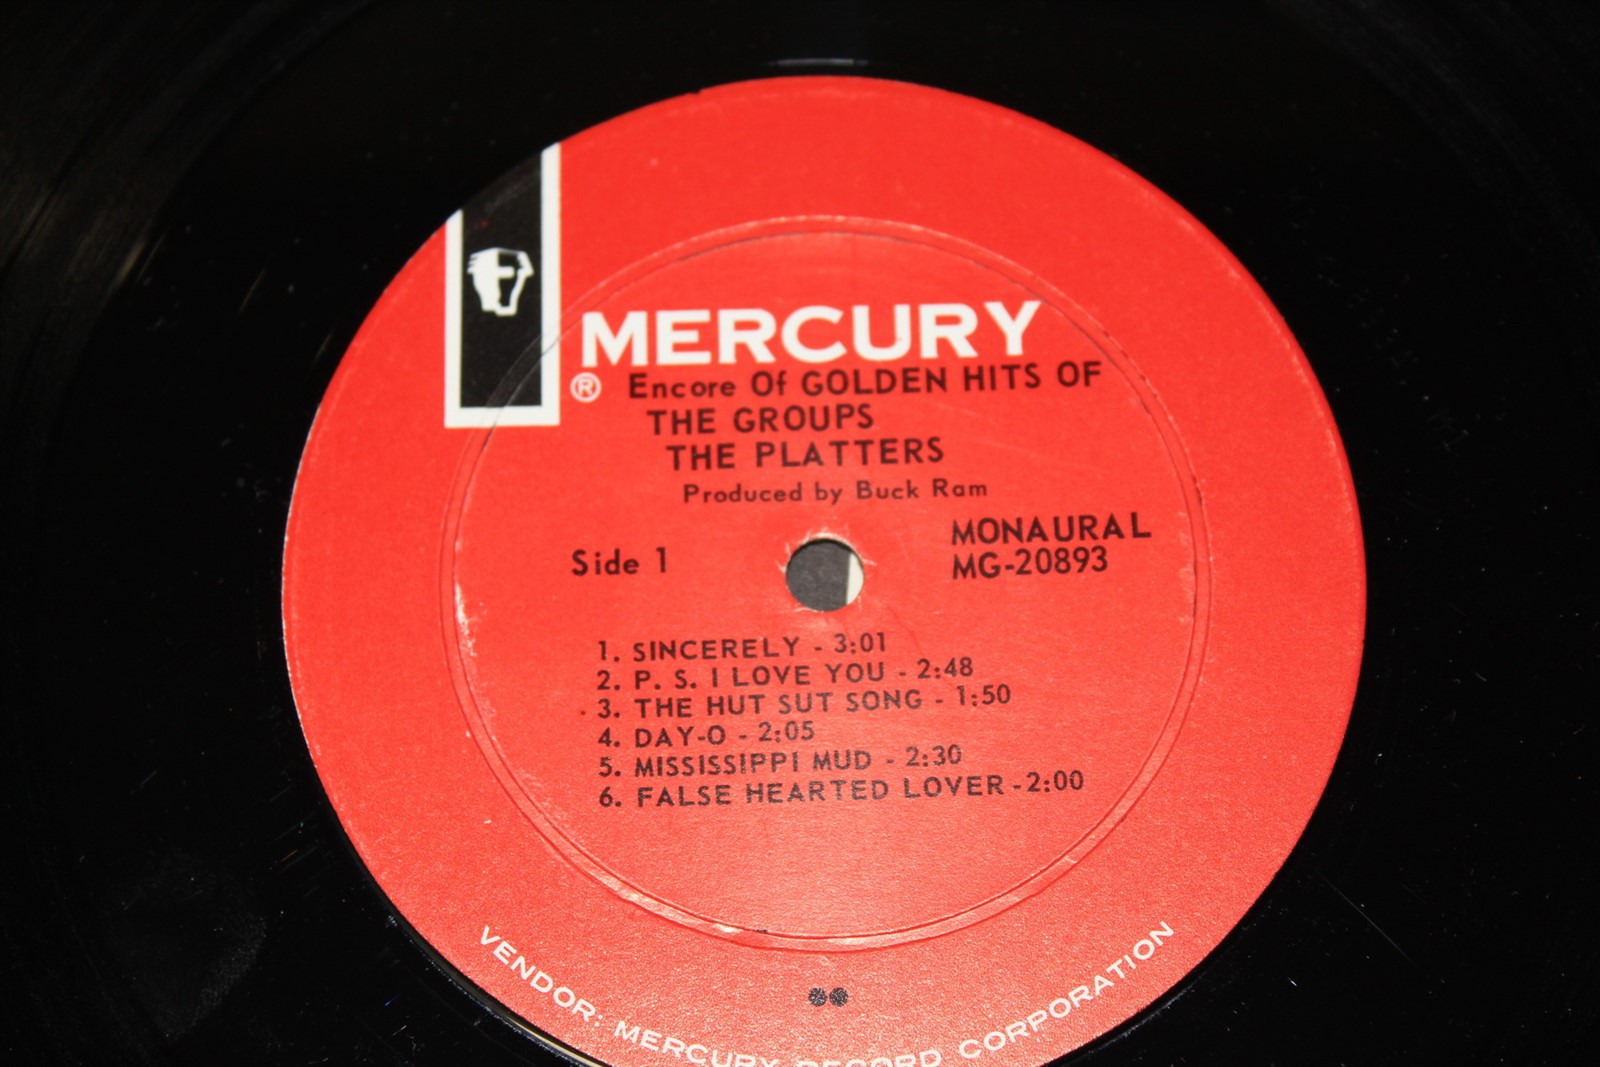 MERCURY
® Encore Of GOLDEN HITS OF
THE GROUPS
THE PLATTERS
Produced by Buck Ram
Side 1
MONAURAL
MG-20893
1. SINCERELY - 3:01
2. P. S. I LOVE YOU - 2:48
3. THE HUT SUT SONG - 1:50
4. DAY-O - 2:05
5. MISSISSIPPI MUD - 2:30
6. FALSE HEARTED LOVER - 2:00
VENDOR: MERCURY RECORD CORPORATION